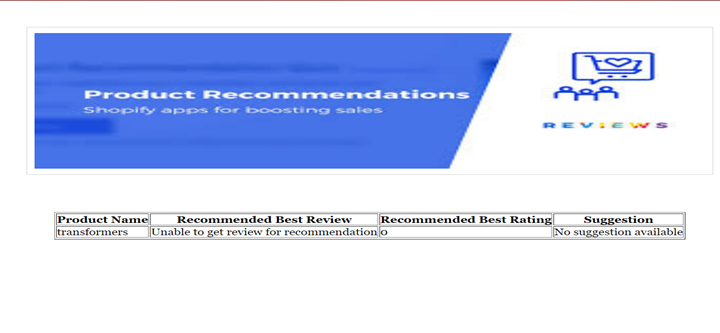 Product Recommendations
Shopify apps for boosting sales
REVIEWS
Product Name Recommended Best Review Recommended Best Rating Suggestion
transformers Unable to get review for recommendation 0 No suggestion available